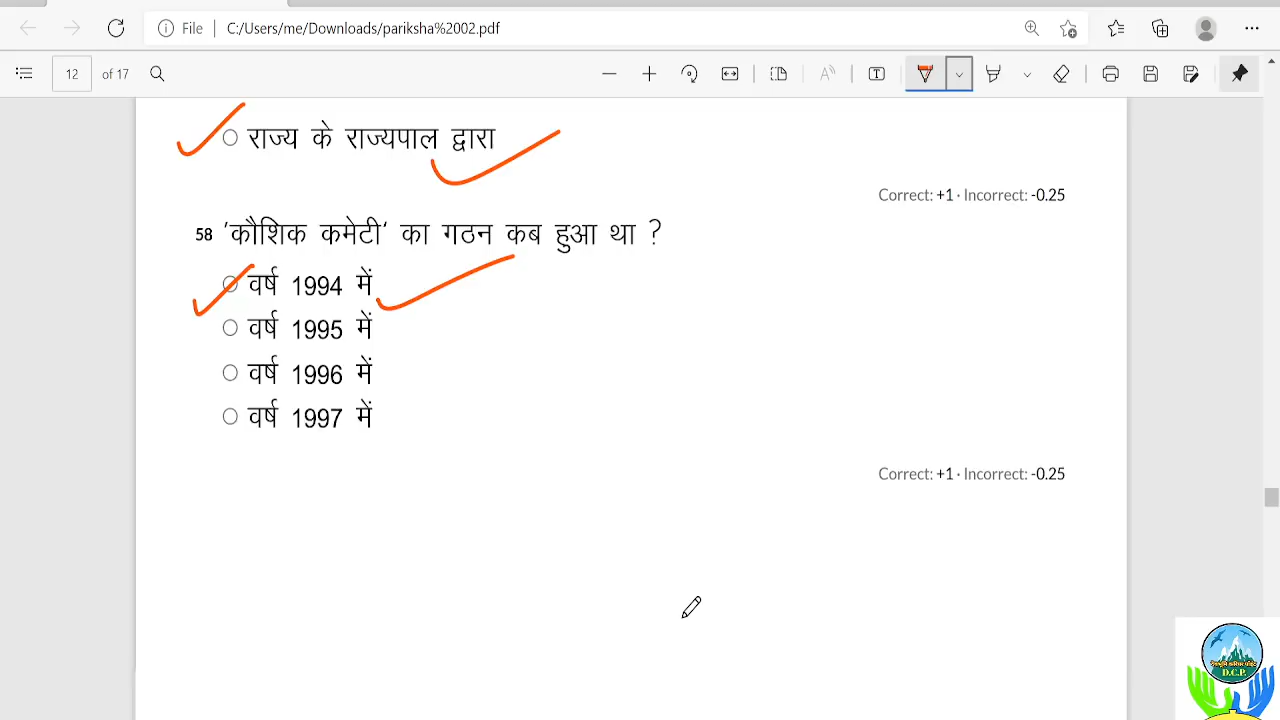 File C:/Users/me/Downloads/pariksha%2002.pdf
12 of 17
राज्य के राज्यपाल द्वारा
Correct: +1 · Incorrect: -0.25
58 'कौशिक कमेटी' का गठन कब हुआ था ?
वर्ष 1994 में
वर्ष 1995 में
वर्ष 1996 में
वर्ष 1997 में
Correct: +1 · Incorrect: -0.25
D.C.P.